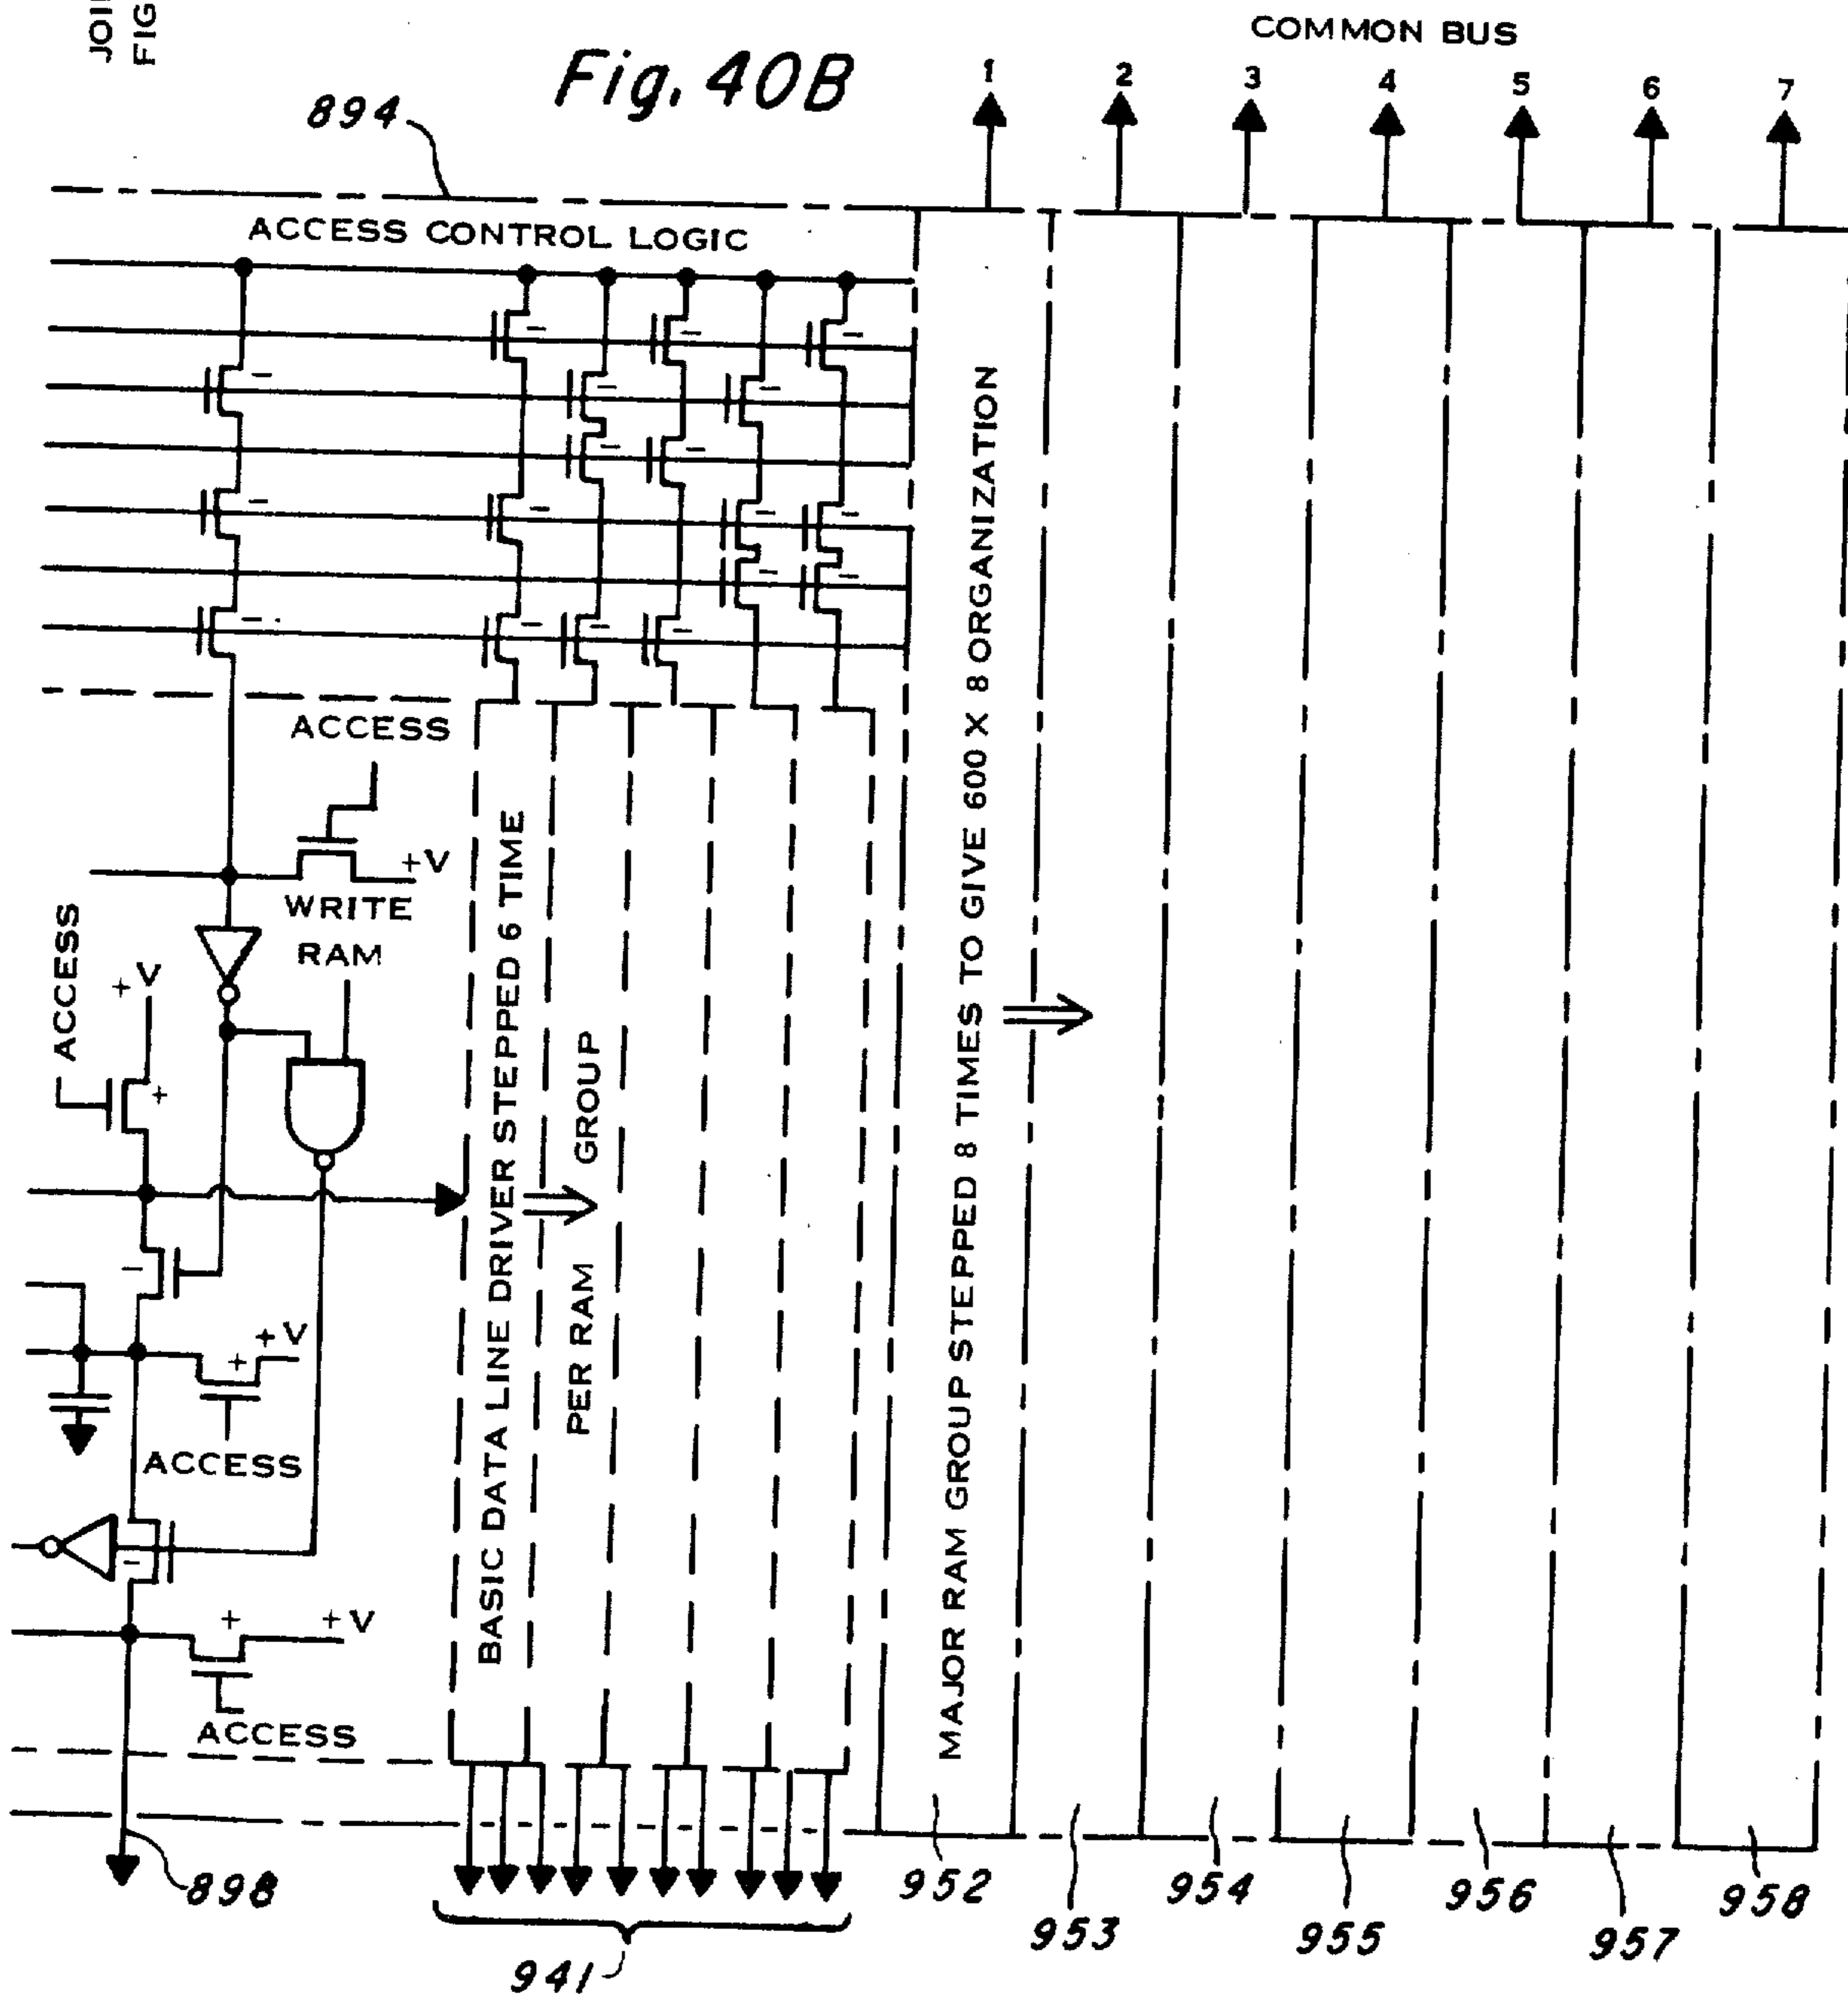 JOI
FIG
Fig. 40B
COMMON BUS
1
2
3
4
5
6
7
894
ACCESS CONTROL LOGIC
ACCESS
+V
WRITE
RAM
ACCESS
+V
+
+V
+
ACCESS
+
+V
ACCESS
BASIC DATA LINE DRIVER STEPPED 6 TIME
PER RAM GROUP
MAJOR RAM GROUP STEPPED 8 TIMES TO GIVE 600 X 8 ORGANIZATION
898
941
952
953
954
955
956
957
958